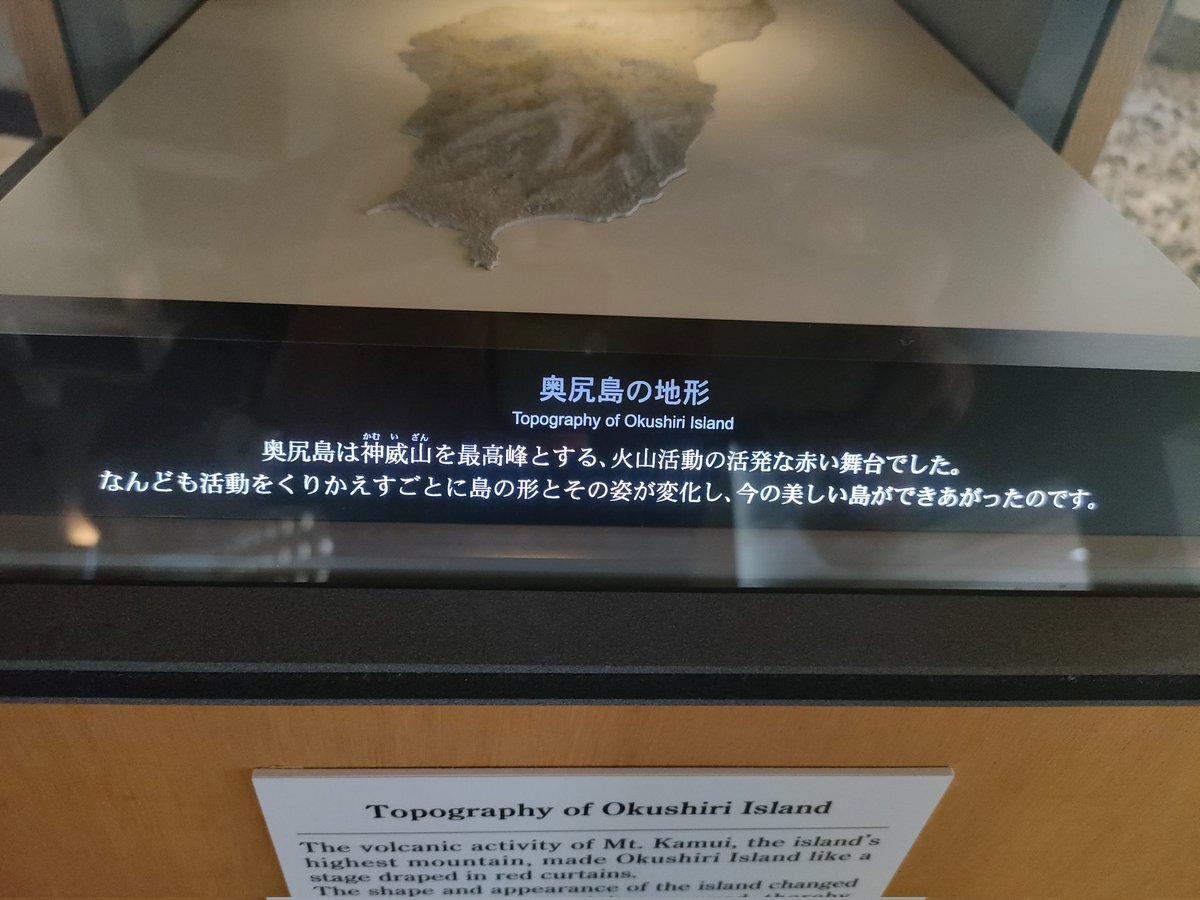 奥尻島の地形
Topography of Okushiri Island
かむ い ざん
奥尻島は神威山を最高峰とする、火山活動の活発な赤い舞台でした。
なんども活動をくりかえすごとに島の形とその姿が変化し、今の美しい島ができあがったのです。
Topography of Okushiri Island
The volcanic activity of Mt. Kamui, the island's
highest mountain, made Okushiri Island like a
stage draped in red curtains.
The shape and appearance of the island changed